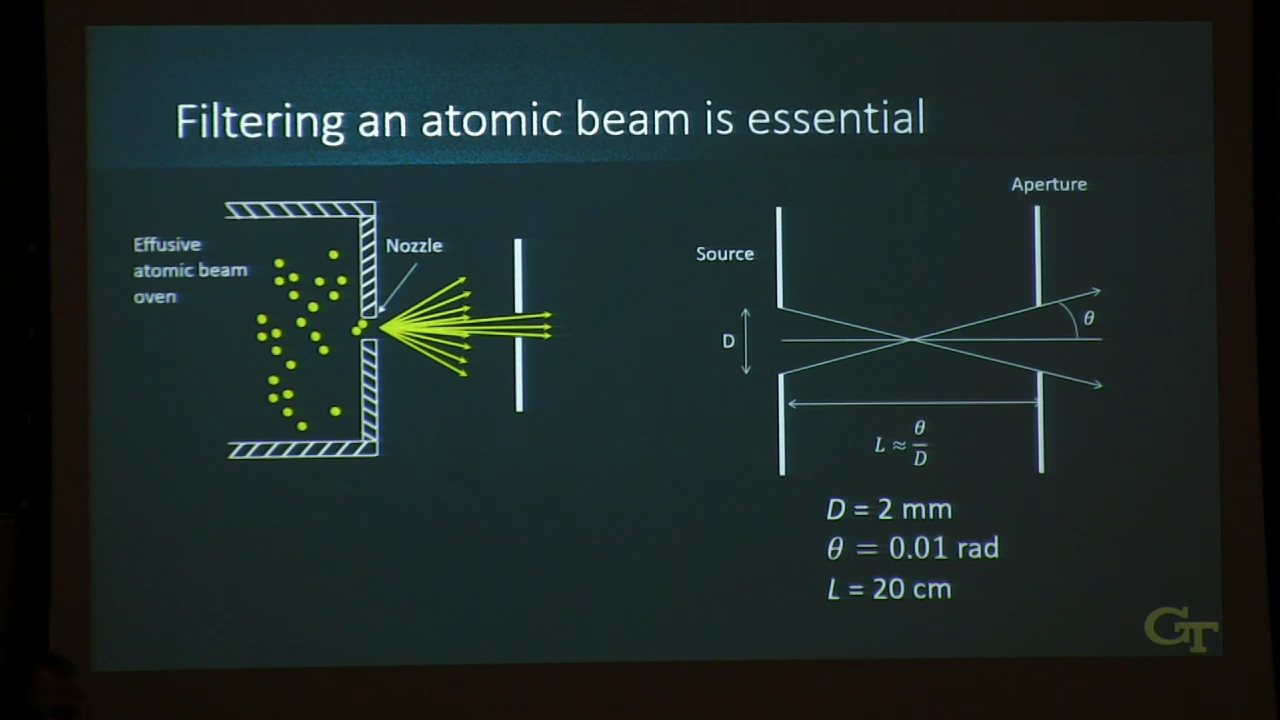 Filtering an atomic beam is essential
Effusive
atomic beam
oven
Nozzle
Source
Aperture
D
θ
L ≈ θ/D
D = 2 mm
θ = 0.01 rad
L = 20 cm
GT